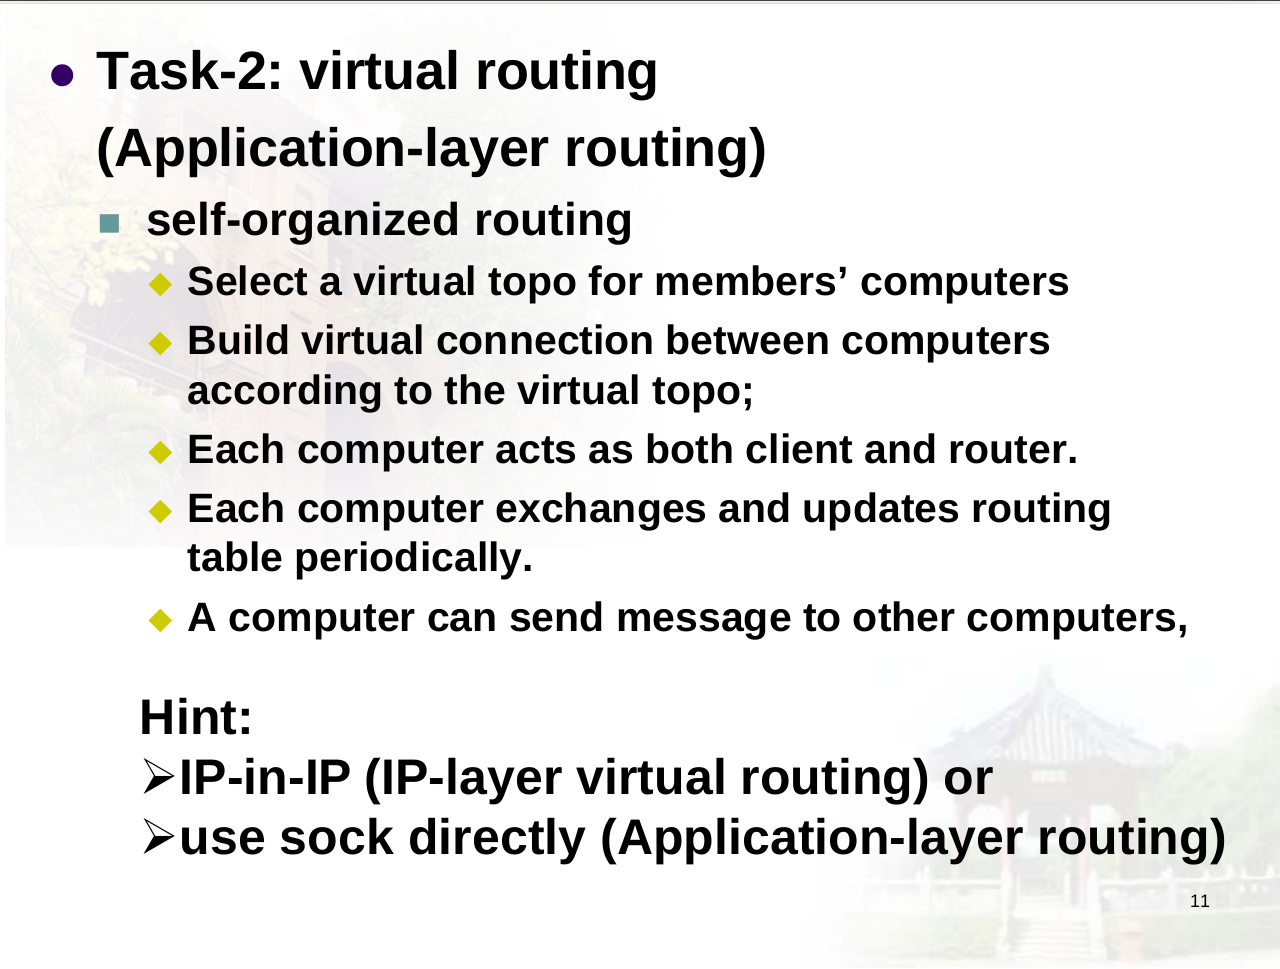 Task-2: virtual routing
(Application-layer routing)
self-organized routing
Select a virtual topo for members’ computers
Build virtual connection between computers
according to the virtual topo;
Each computer acts as both client and router.
Each computer exchanges and updates routing
table periodically.
A computer can send message to other computers,
Hint:
➢IP-in-IP (IP-layer virtual routing) or
➢use sock directly (Application-layer routing)
11